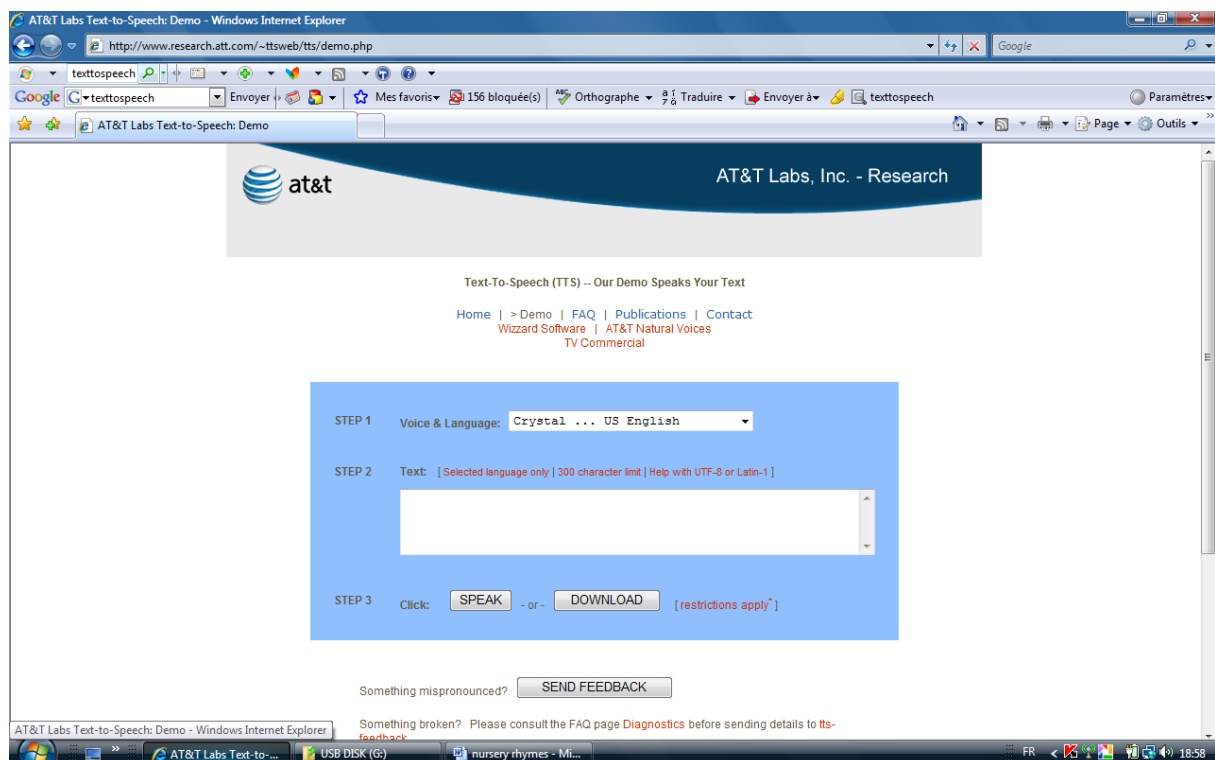 AT&T Labs Text-to-Speech: Demo - Windows Internet Explorer
http://www.research.att.com/~ttsweb/tts/demo.php
Google
texttospeech
Google texttospeech Envoyer Mes favoris 156 bloquée(s) Orthographe Traduire Envoyer à texttospeech Paramètres
AT&T Labs Text-to-Speech: Demo Page Outils
at&t
AT&T Labs, Inc. - Research
Text-To-Speech (TTS) -- Our Demo Speaks Your Text
Home | > Demo | FAQ | Publications | Contact
Wizzard Software | AT&T Natural Voices
TV Commercial
STEP 1 Voice & Language: Crystal ... US English
STEP 2 Text: [ Selected language only | 300 character limit | Help with UTF-8 or Latin-1 ]
STEP 3 Click: SPEAK - or - DOWNLOAD [ restrictions apply* ]
Something mispronounced? SEND FEEDBACK
Something broken? Please consult the FAQ page Diagnostics before sending details to tts-
feedback
AT&T Labs Text-to-Speech: Demo - Windows Internet Explorer
AT&T Labs Text-to-... USB DISK (G:) nursery rhymes - Mi... FR 18:58